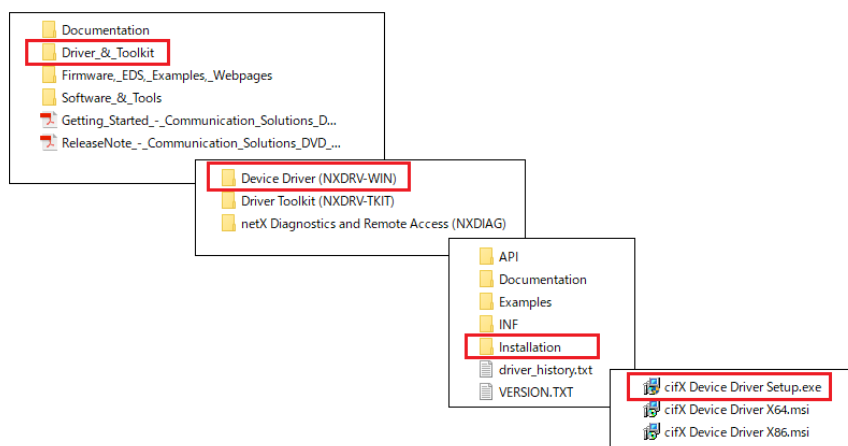 Documentation
Driver_&_Toolkit
Firmware,_EDS,_Examples,_Webpages
Software_&_Tools
Getting_Started_-_Communication_Solutions_D...
ReleaseNote_-_Communication_Solutions_DVD_...
Device Driver (NXDRV-WIN)
Driver Toolkit (NXDRV-TKIT)
netX Diagnostics and Remote Access (NXDIAG)
API
Documentation
Examples
INF
Installation
driver_history.txt
VERSION.TXT
cifX Device Driver Setup.exe
cifX Device Driver X64.msi
cifX Device Driver X86.msi